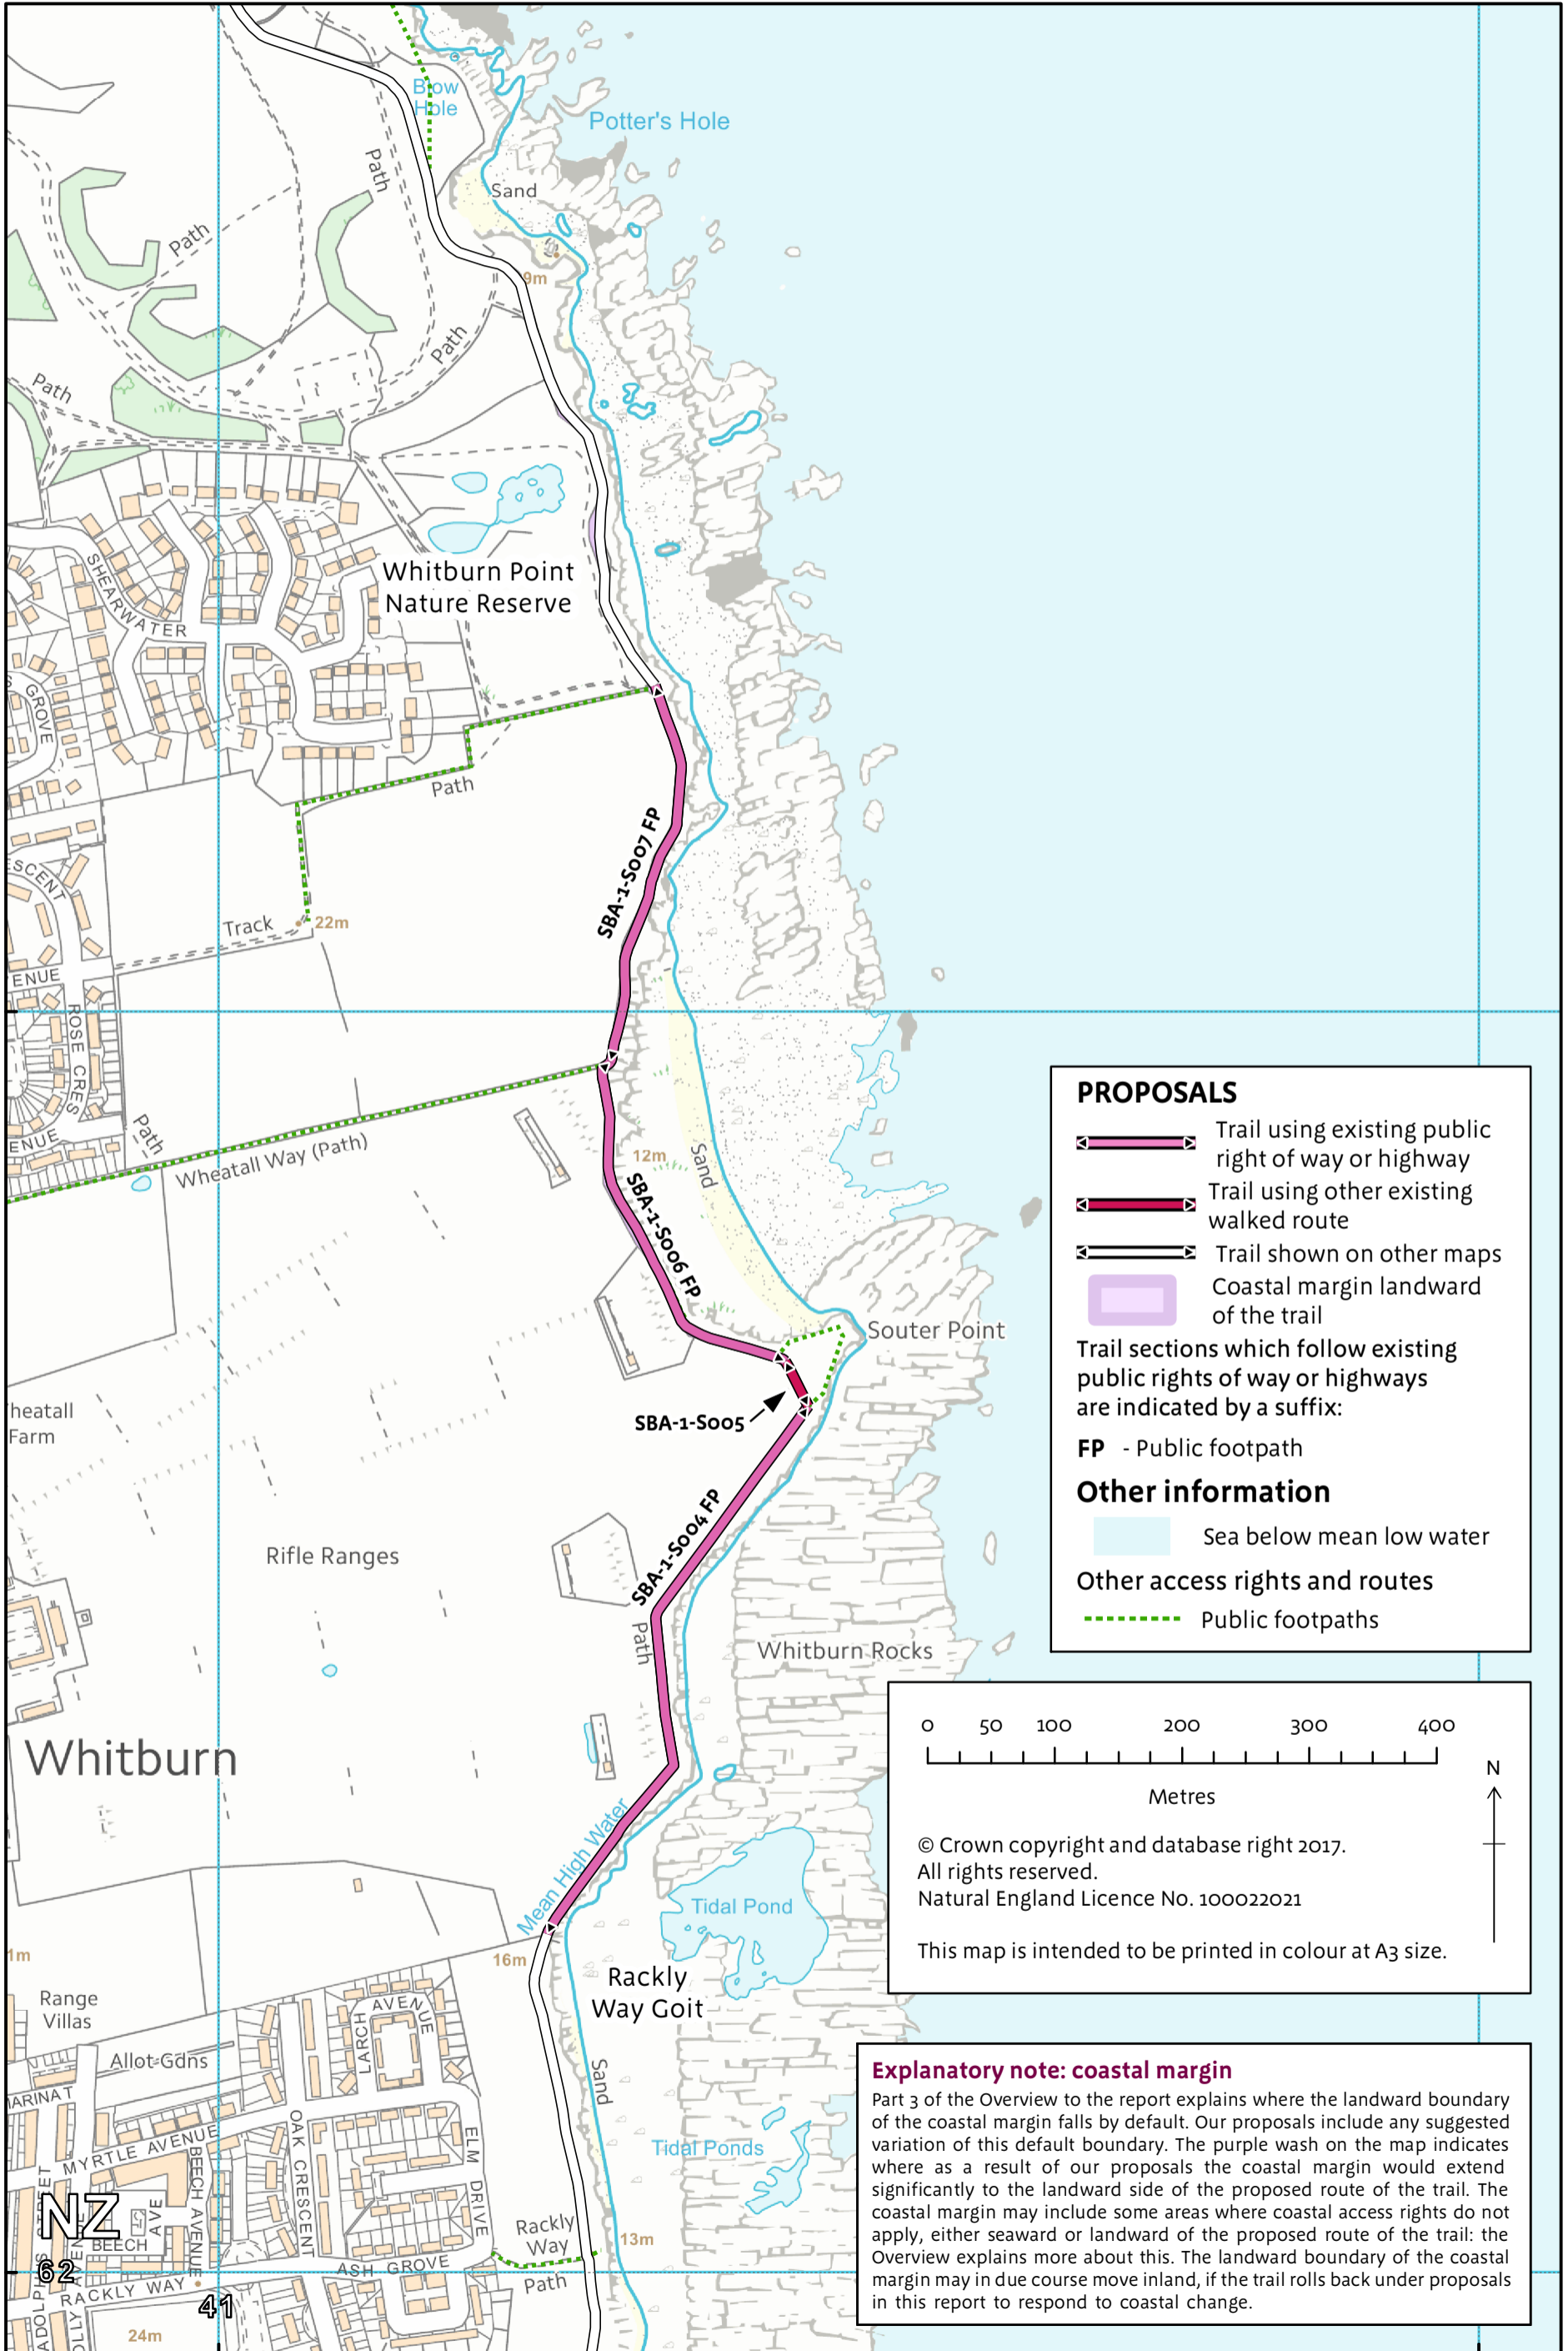 Blow
Hole
Potter's Hole
Path
Sand
Path
9m
Path
Path
Whitburn Point
Nature Reserve
SHEARWATER
GROVE
Path
SBA-1-S007 FP
ESCENT
Track
22m
ENUE
ROSE CRES
ENUE
Path
Wheatall Way (Path)
12m
Sand
SBA-1-S006 FP
Souter Point
SBA-1-S005
heatall
Farm
SBA-1-S004 FP
Rifle Ranges
Path
Whitburn Rocks
Whitburn
Mean High Water
Tidal Pond
16m
1m
Rackly
Way Goit
Range
Villas
LARCH
AVENUE
Allot Gdns
Sand
MARINA T
MYRTLE AVENUE
OAK CRESCENT
ELM DRIVE
Tidal Ponds
BEECH AVENUE
AVE
NZ
BEECH
Rackly
Way
13m
62
ASH GROVE
Path
RACKLY WAY
41
24m
PROPOSALS
Trail using existing public
right of way or highway
Trail using other existing
walked route
Trail shown on other maps
Coastal margin landward
of the trail
Trail sections which follow existing
public rights of way or highways
are indicated by a suffix:
FP - Public footpath
Other information
Sea below mean low water
Other access rights and routes
Public footpaths
0 50 100 200 300 400
Metres
N
© Crown copyright and database right 2017.
All rights reserved.
Natural England Licence No. 100022021
This map is intended to be printed in colour at A3 size.
Explanatory note: coastal margin
Part 3 of the Overview to the report explains where the landward boundary
of the coastal margin falls by default. Our proposals include any suggested
variation of this default boundary. The purple wash on the map indicates
where as a result of our proposals the coastal margin would extend
significantly to the landward side of the proposed route of the trail. The
coastal margin may include some areas where coastal access rights do not
apply, either seaward or landward of the proposed route of the trail: the
Overview explains more about this. The landward boundary of the coastal
margin may in due course move inland, if the trail rolls back under proposals
in this report to respond to coastal change.